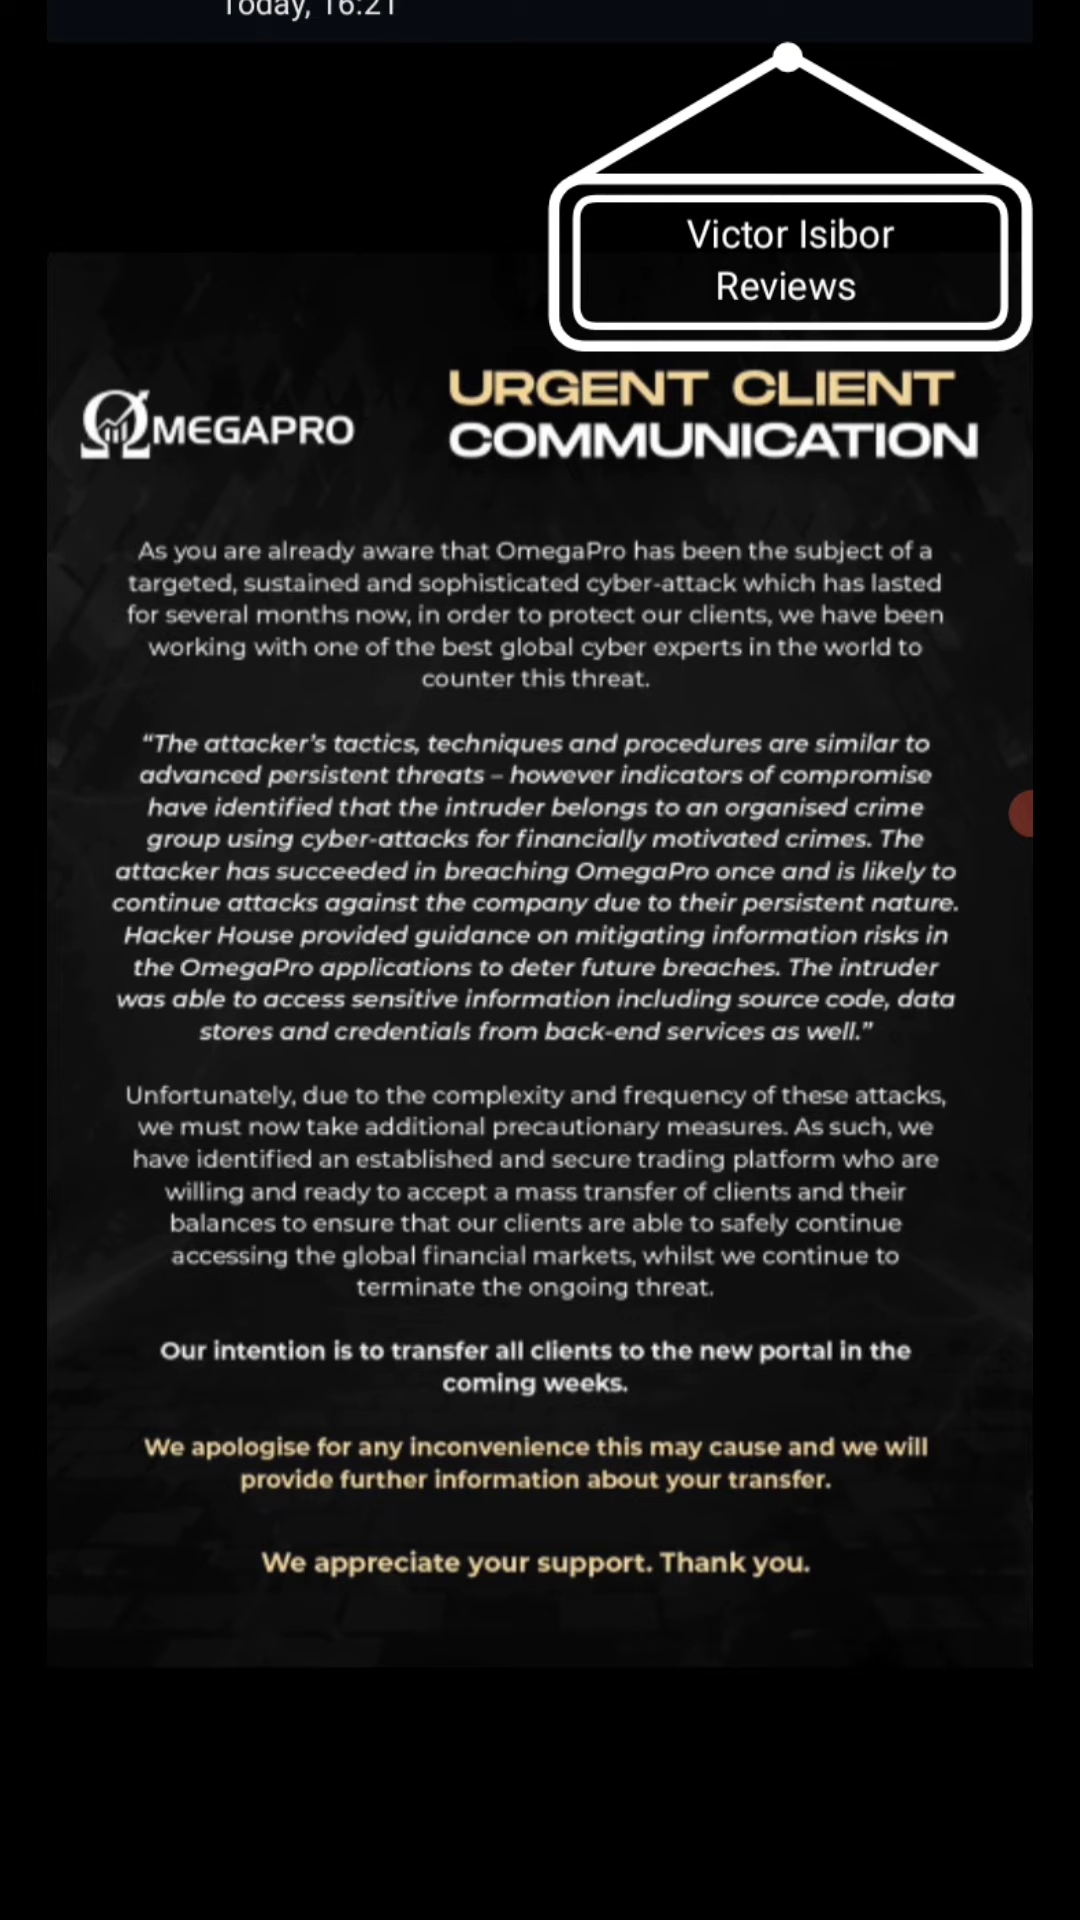 Today, 16:21
Victor Isibor
Reviews
ΩMEGAPRO
URGENT CLIENT
COMMUNICATION
As you are already aware that OmegaPro has been the subject of a
targeted, sustained and sophisticated cyber-attack which has lasted
for several months now, in order to protect our clients, we have been
working with one of the best global cyber experts in the world to
counter this threat.
“The attacker’s tactics, techniques and procedures are similar to
advanced persistent threats – however indicators of compromise
have identified that the intruder belongs to an organised crime
group using cyber-attacks for financially motivated crimes. The
attacker has succeeded in breaching OmegaPro once and is likely to
continue attacks against the company due to their persistent nature.
Hacker House provided guidance on mitigating information risks in
the OmegaPro applications to deter future breaches. The intruder
was able to access sensitive information including source code, data
stores and credentials from back-end services as well.”
Unfortunately, due to the complexity and frequency of these attacks,
we must now take additional precautionary measures. As such, we
have identified an established and secure trading platform who are
willing and ready to accept a mass transfer of clients and their
balances to ensure that our clients are able to safely continue
accessing the global financial markets, whilst we continue to
terminate the ongoing threat.
Our intention is to transfer all clients to the new portal in the
coming weeks.
We apologise for any inconvenience this may cause and we will
provide further information about your transfer.
We appreciate your support. Thank you.